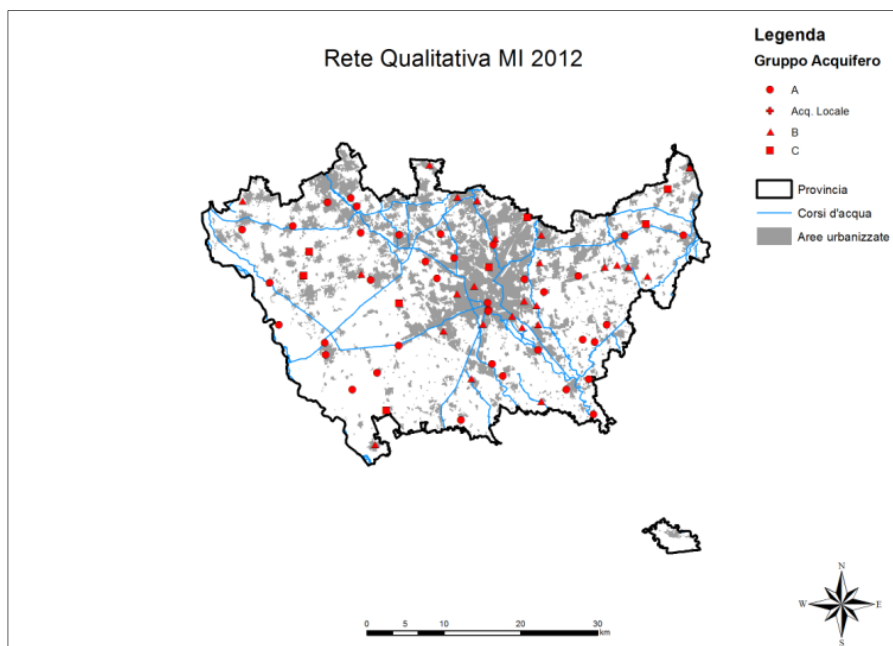 Rete Qualitativa MI 2012
Legenda
Gruppo Acquifero
A
Acq. Locale
B
C
Provincia
Corsi d'acqua
Aree urbanizzate
N
W
E
S
0
5
10
20
30
km